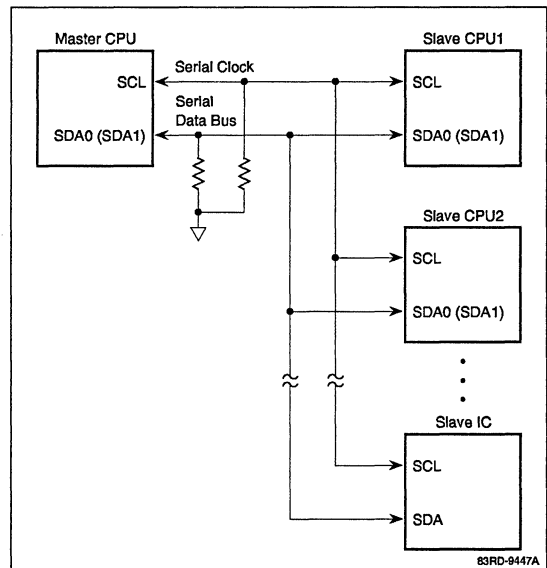 Master CPU
SCL
SDA0 (SDA1)
Serial Clock
Serial
Data Bus
Slave CPU1
SCL
SDA0 (SDA1)
Slave CPU2
SCL
SDA0 (SDA1)
Slave IC
SCL
SDA
83RD-9447A